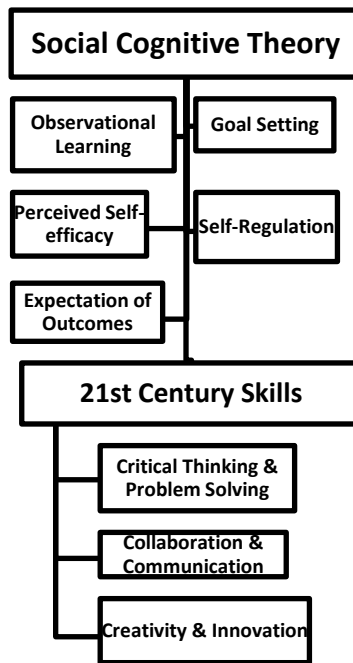 Social Cognitive Theory
Observational
Learning
Goal Setting
Perceived Self-
efficacy
Self-Regulation
Expectation of
Outcomes
21st Century Skills
Critical Thinking &
Problem Solving
Collaboration &
Communication
Creativity & Innovation